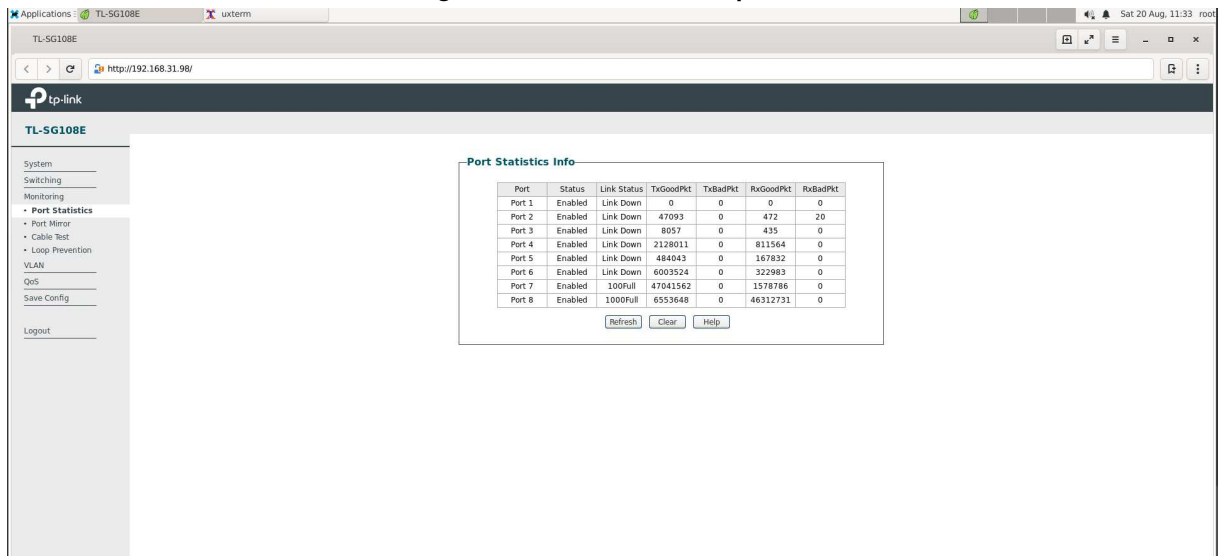 Applications TL-SG108E uxterm Sat 20 Aug, 11:33 root
TL-SG108E
http://192.168.31.98/
tp-link
TL-SG108E
System
Switching
Monitoring
• Port Statistics
• Port Mirror
• Cable Test
• Loop Prevention
VLAN
QoS
Save Config
Logout
Port Statistics Info
Port Status Link Status TxGoodPkt TxBadPkt RxGoodPkt RxBadPkt
Port 1 Enabled Link Down 0 0 0 0
Port 2 Enabled Link Down 47093 0 472 20
Port 3 Enabled Link Down 8057 0 435 0
Port 4 Enabled Link Down 2128011 0 811564 0
Port 5 Enabled Link Down 484043 0 167832 0
Port 6 Enabled Link Down 6003524 0 322983 0
Port 7 Enabled 100Full 47041562 0 1578786 0
Port 8 Enabled 1000Full 6553648 0 46312731 0
Refresh Clear Help